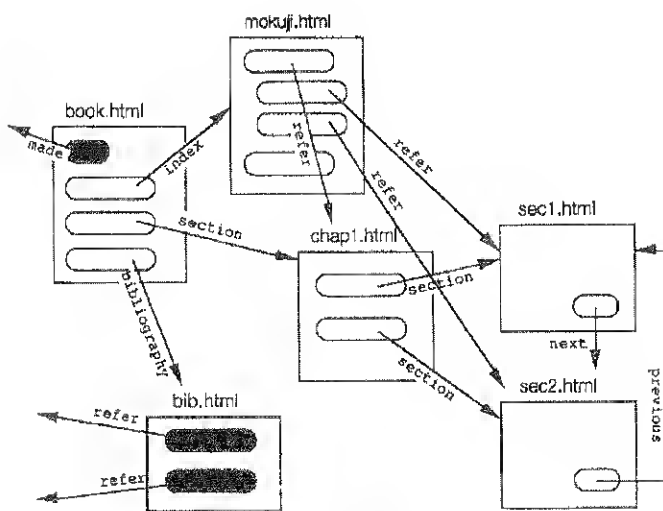 mokuji.html
book.html
made
index
refer
refer
refer
section
chap1.html
sec1.html
section
bibliography
next
section
sec2.html
previous
bib.html
refer
refer